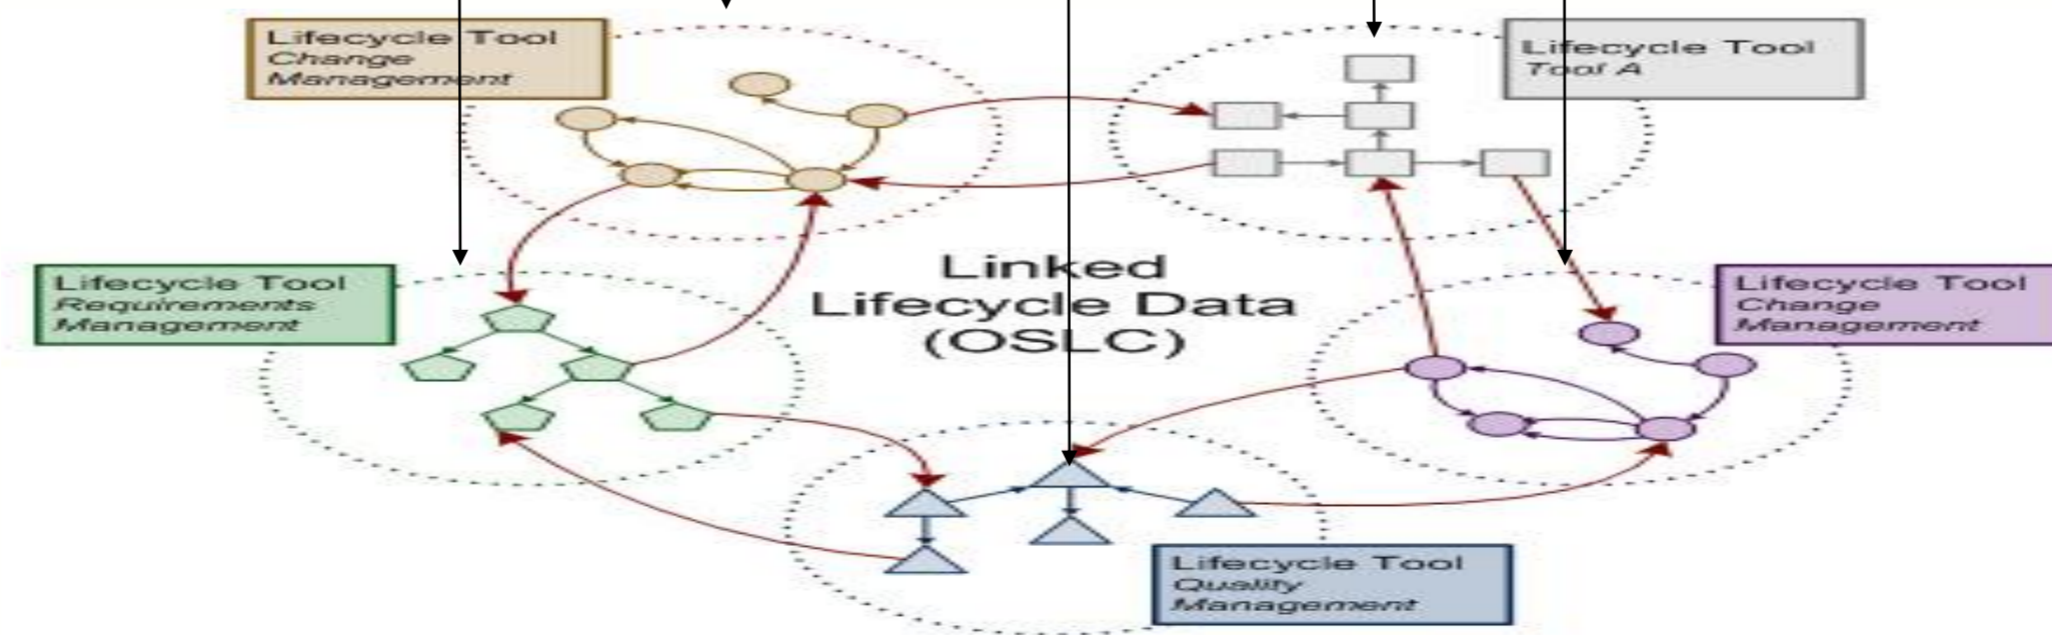 Lifecycle Tool
Change
Management
Lifecycle Tool
Tool A
Linked
Lifecycle Data
(OSLC)
Lifecycle Tool
Requirements
Management
Lifecycle Tool
Change
Management
Lifecycle Tool
Quality
Management